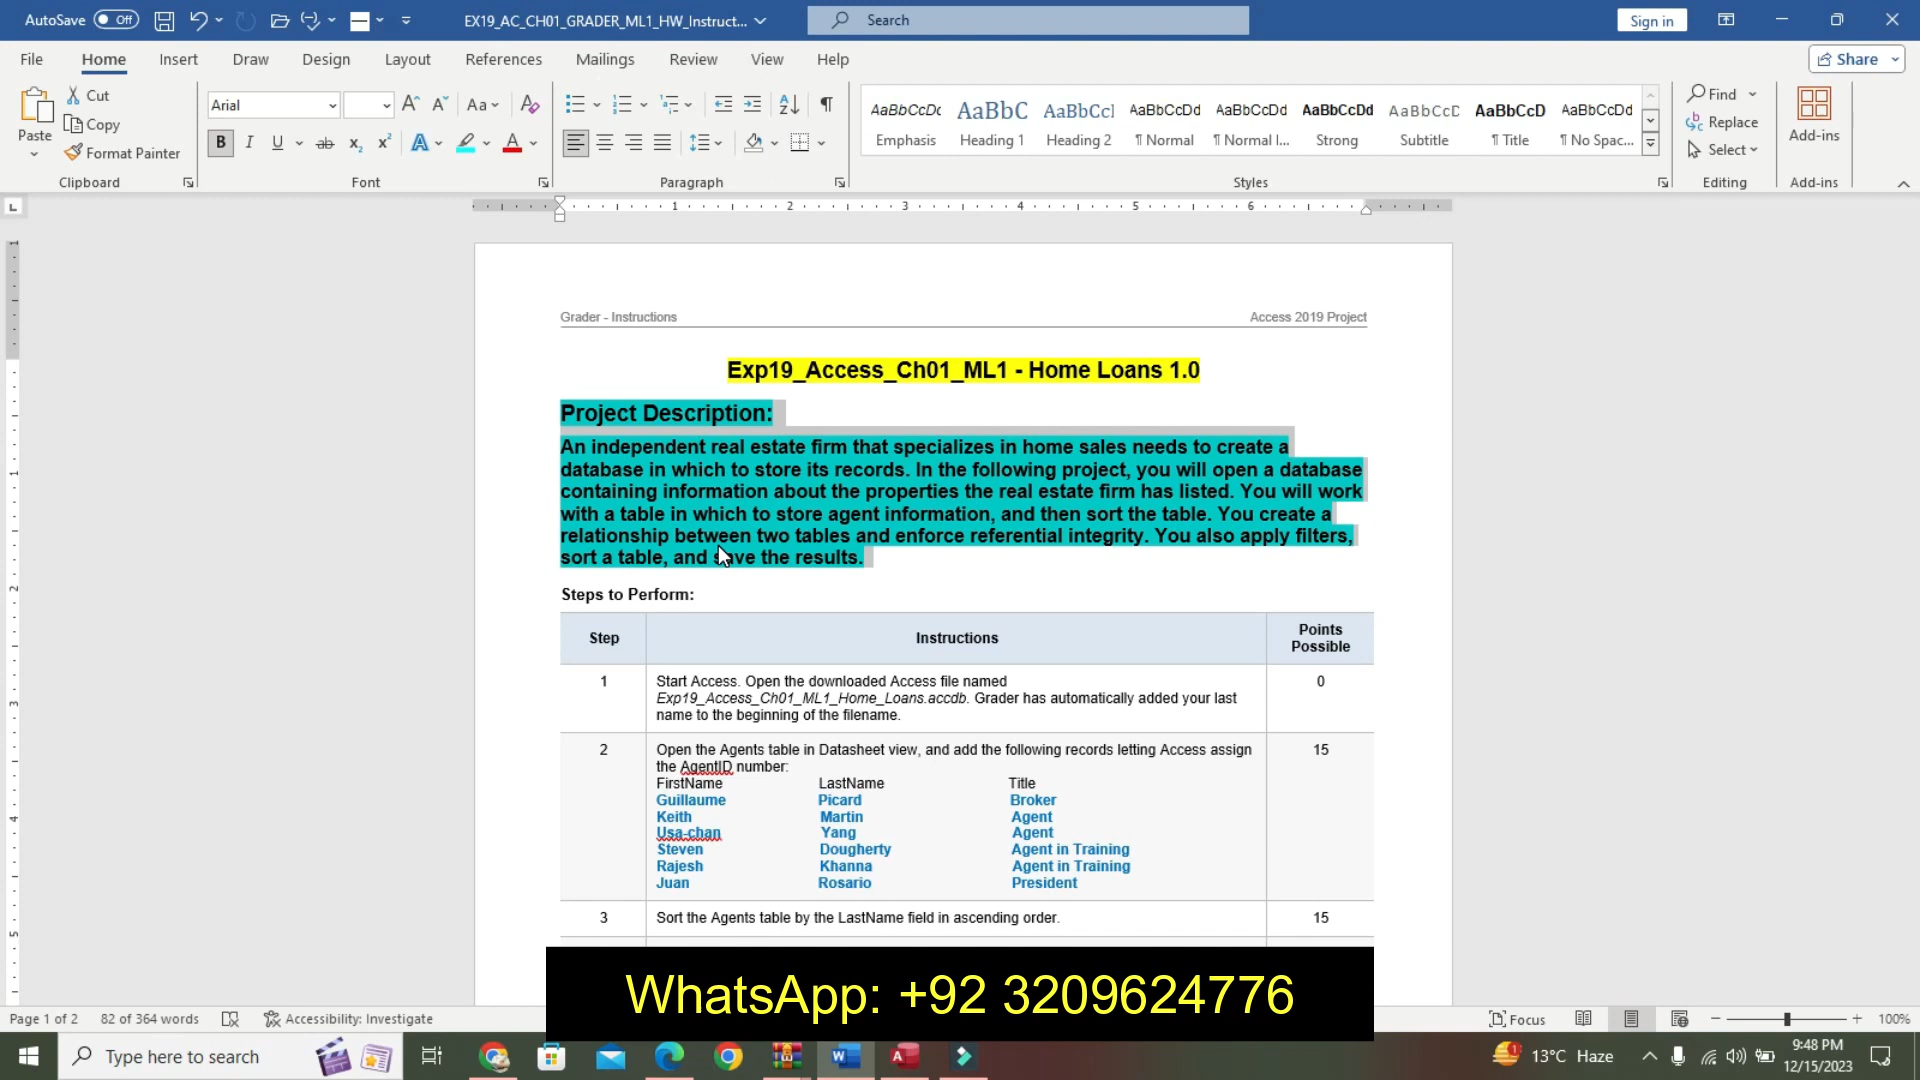 AutoSave Off EX19_AC_CH01_GRADER_ML1_HW_Instruct... Search Sign in
File Home Insert Draw Design Layout References Mailings Review View Help Share
Paste Cut Copy Format Painter
Arial
B I U ab x₂ x² A A
Aa
AaBbCcDc AaBbC AaBbCcI AaBbCcDd AaBbCcDd AaBbCcDd AaBbCcD AaBbCcD AaBbCcDd
Emphasis Heading 1 Heading 2 ¶ Normal ¶ Normal I... Strong Subtitle ¶ Title ¶ No Spac...
Find Replace Select Add-ins
Clipboard Font Paragraph Styles Editing Add-ins
1 2 3 4 5 6
Grader - Instructions Access 2019 Project
Exp19_Access_Ch01_ML1 - Home Loans 1.0
Project Description:
An independent real estate firm that specializes in home sales needs to create a
database in which to store its records. In the following project, you will open a database
containing information about the properties the real estate firm has listed. You will work
with a table in which to store agent information, and then sort the table. You create a
relationship between two tables and enforce referential integrity. You also apply filters,
sort a table, and save the results.
Steps to Perform:
Step Instructions Points Possible
1 Start Access. Open the downloaded Access file named 0
Exp19_Access_Ch01_ML1_Home_Loans.accdb. Grader has automatically added your last
name to the beginning of the filename.
2 Open the Agents table in Datasheet view, and add the following records letting Access assign 15
the AgentID number:
FirstName LastName Title
Guillaume Picard Broker
Keith Martin Agent
Usa-chan Yang Agent
Steven Dougherty Agent in Training
Rajesh Khanna Agent in Training
Juan Rosario President
3 Sort the Agents table by the LastName field in ascending order. 15
WhatsApp: +92 3209624776
Page 1 of 2 82 of 364 words Accessibility: Investigate Focus 100%
Type here to search 13°C Haze 9:48 PM
12/15/2023